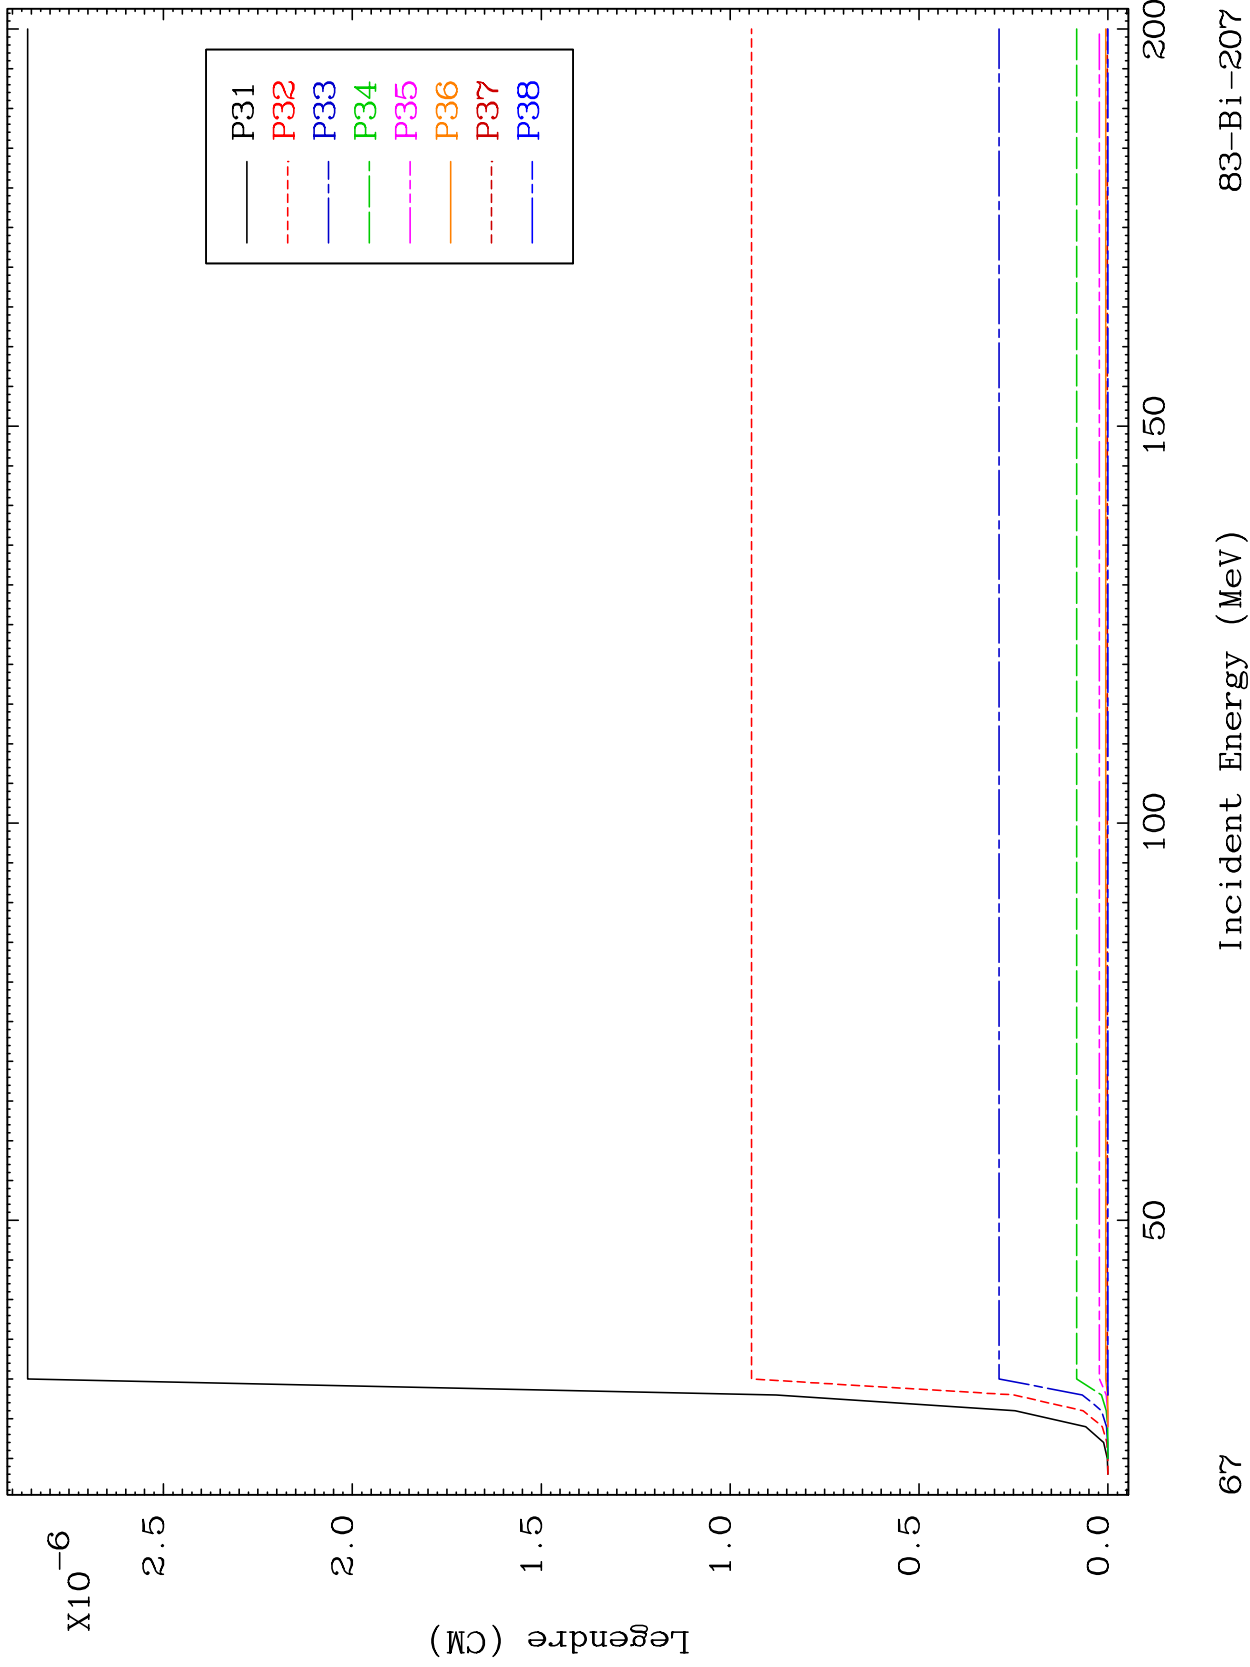 X10-6
2.5
2.0
1.5
1.0
0.5
0.0
Legendre (CM)
P31
P32
P33
P34
P35
P36
P37
P38
50
100
150
200
67
Incident Energy (MeV)
83-Bi-207